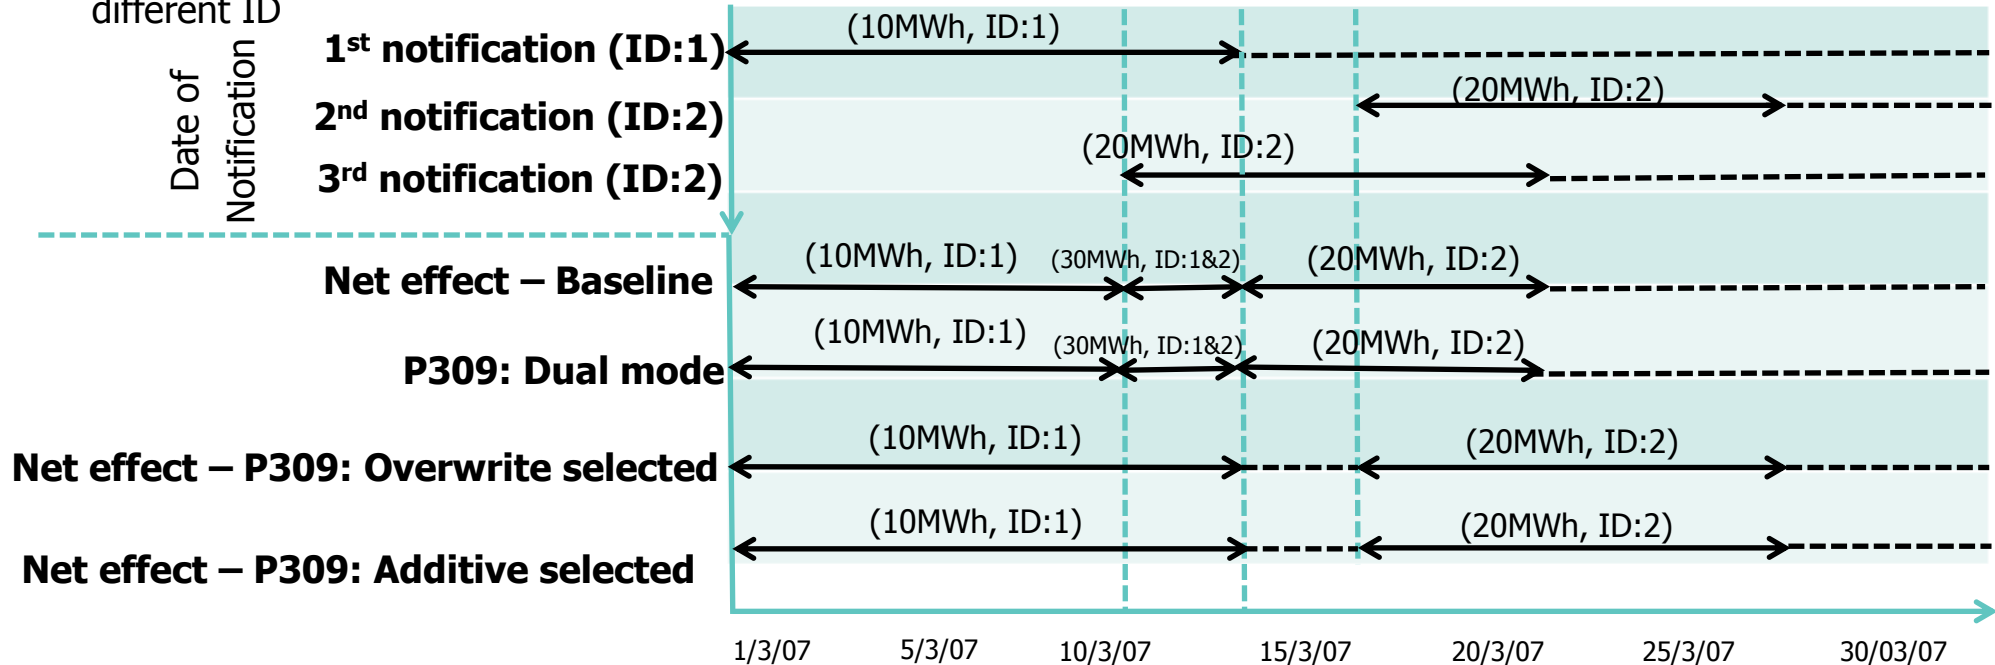 different ID
Date of
Notification
1st notification (ID:1)
(10MWh, ID:1)
2nd notification (ID:2)
(20MWh, ID:2)
3rd notification (ID:2)
(20MWh, ID:2)
Net effect – Baseline
(10MWh, ID:1)
(30MWh, ID:1&2)
(20MWh, ID:2)
P309: Dual mode
(10MWh, ID:1)
(30MWh, ID:1&2)
(20MWh, ID:2)
Net effect – P309: Overwrite selected
(10MWh, ID:1)
(20MWh, ID:2)
Net effect – P309: Additive selected
(10MWh, ID:1)
(20MWh, ID:2)
1/3/07
5/3/07
10/3/07
15/3/07
20/3/07
25/3/07
30/03/07